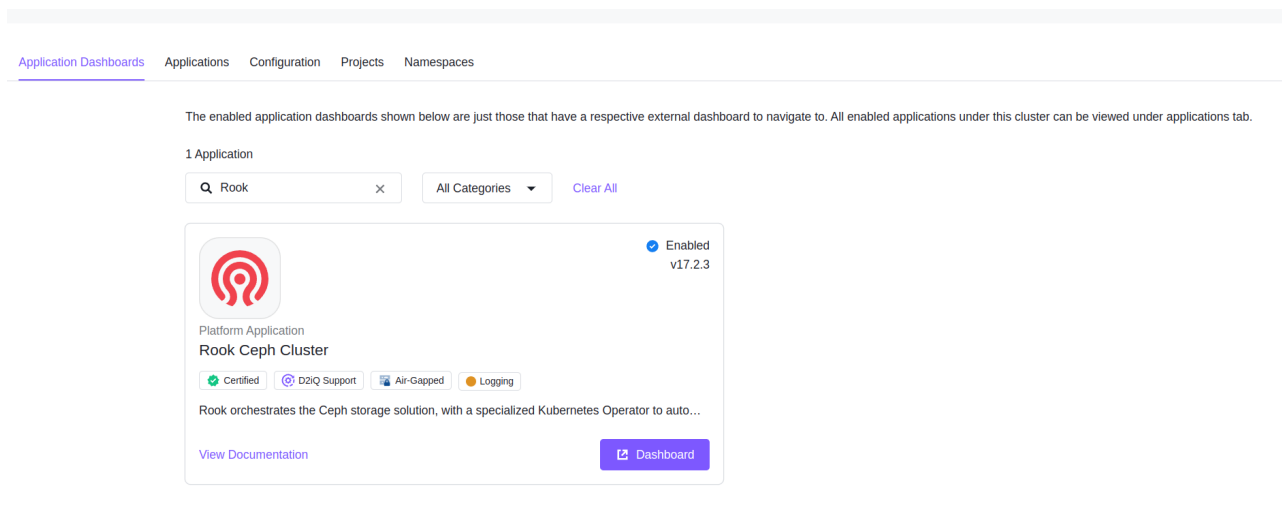 Application Dashboards Applications Configuration Projects Namespaces
The enabled application dashboards shown below are just those that have a respective external dashboard to navigate to. All enabled applications under this cluster can be viewed under applications tab.
1 Application
Rook All Categories Clear All
Enabled
v17.2.3
Platform Application
Rook Ceph Cluster
Certified D2iQ Support Air-Gapped Logging
Rook orchestrates the Ceph storage solution, with a specialized Kubernetes Operator to auto…
View Documentation Dashboard